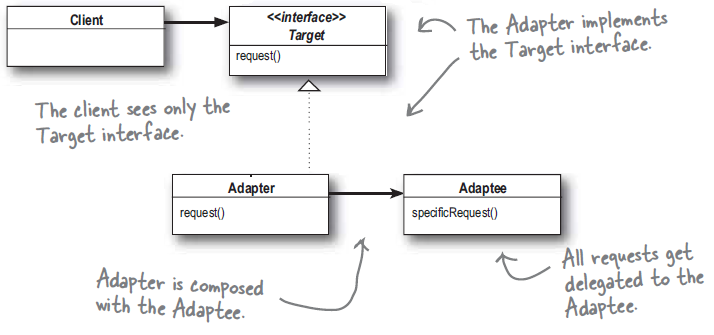 Client
<<interface>>
Target
request()
The Adapter implements
the Target interface.
The client sees only the
Target interface.
Adapter
request()
Adaptee
specificRequest()
Adapter is composed
with the Adaptee.
All requests get
delegated to the
Adaptee.